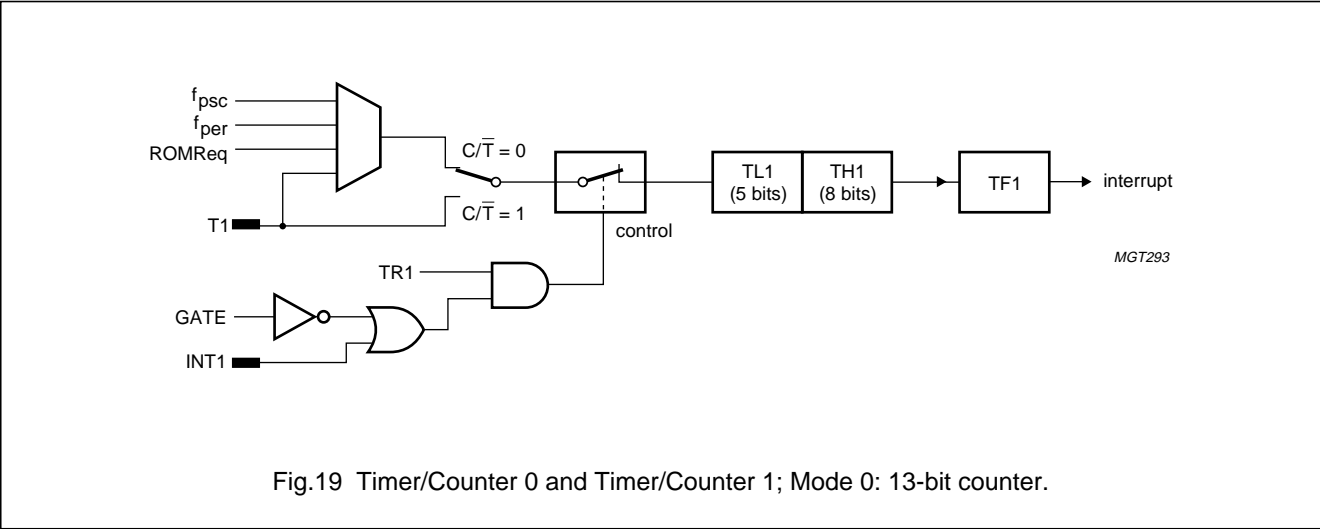 fpsc
fper
ROMReq
T1
C/T̅ = 0
C/T̅ = 1
control
TL1
(5 bits)
TH1
(8 bits)
TF1
interrupt
MGT293
TR1
GATE
INT1
Fig.19 Timer/Counter 0 and Timer/Counter 1; Mode 0: 13-bit counter.